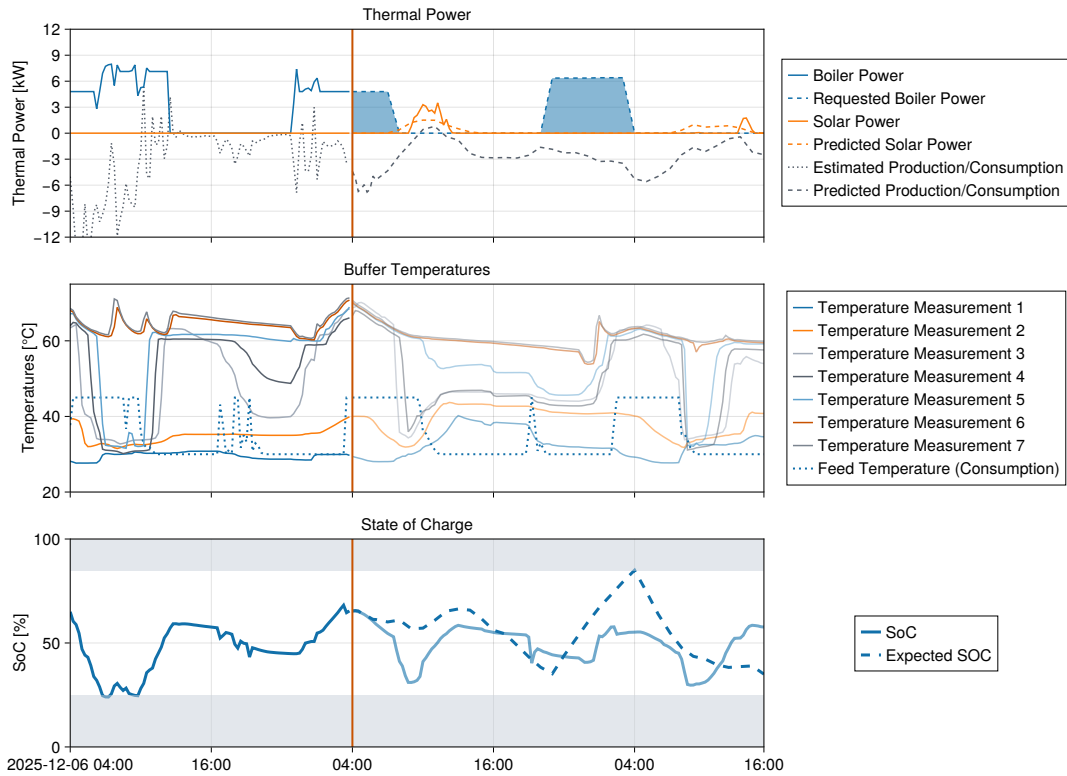 Thermal Power
12
9
6
3
0
−3
−6
−9
−12
Thermal Power [kW]
Boiler Power
Requested Boiler Power
Solar Power
Predicted Solar Power
Estimated Production/Consumption
Predicted Production/Consumption
Buffer Temperatures
60
40
20
Temperatures [°C]
Temperature Measurement 1
Temperature Measurement 2
Temperature Measurement 3
Temperature Measurement 4
Temperature Measurement 5
Temperature Measurement 6
Temperature Measurement 7
Feed Temperature (Consumption)
State of Charge
100
50
0
SoC [%]
SoC
Expected SOC
2025-12-06 04:00 16:00 04:00 16:00 04:00 16:00